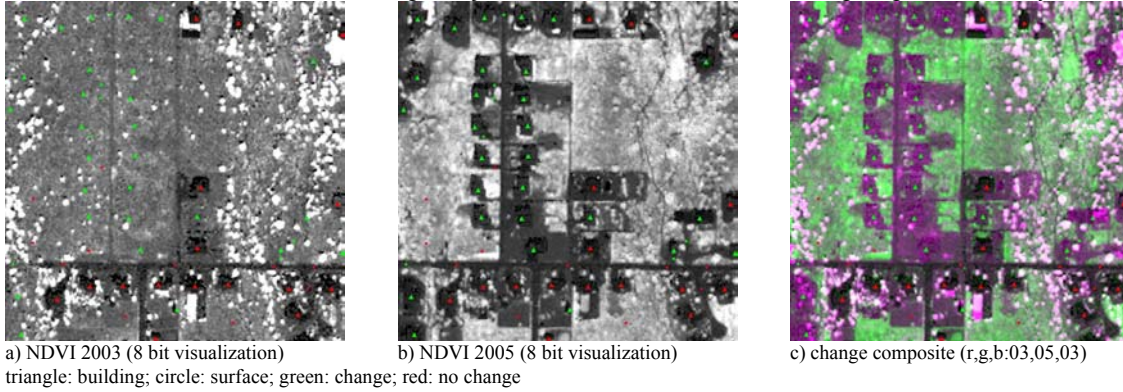 a) NDVI 2003 (8 bit visualization)
b) NDVI 2005 (8 bit visualization)
c) change composite (r,g,b:03,05,03)
triangle: building; circle: surface; green: change; red: no change